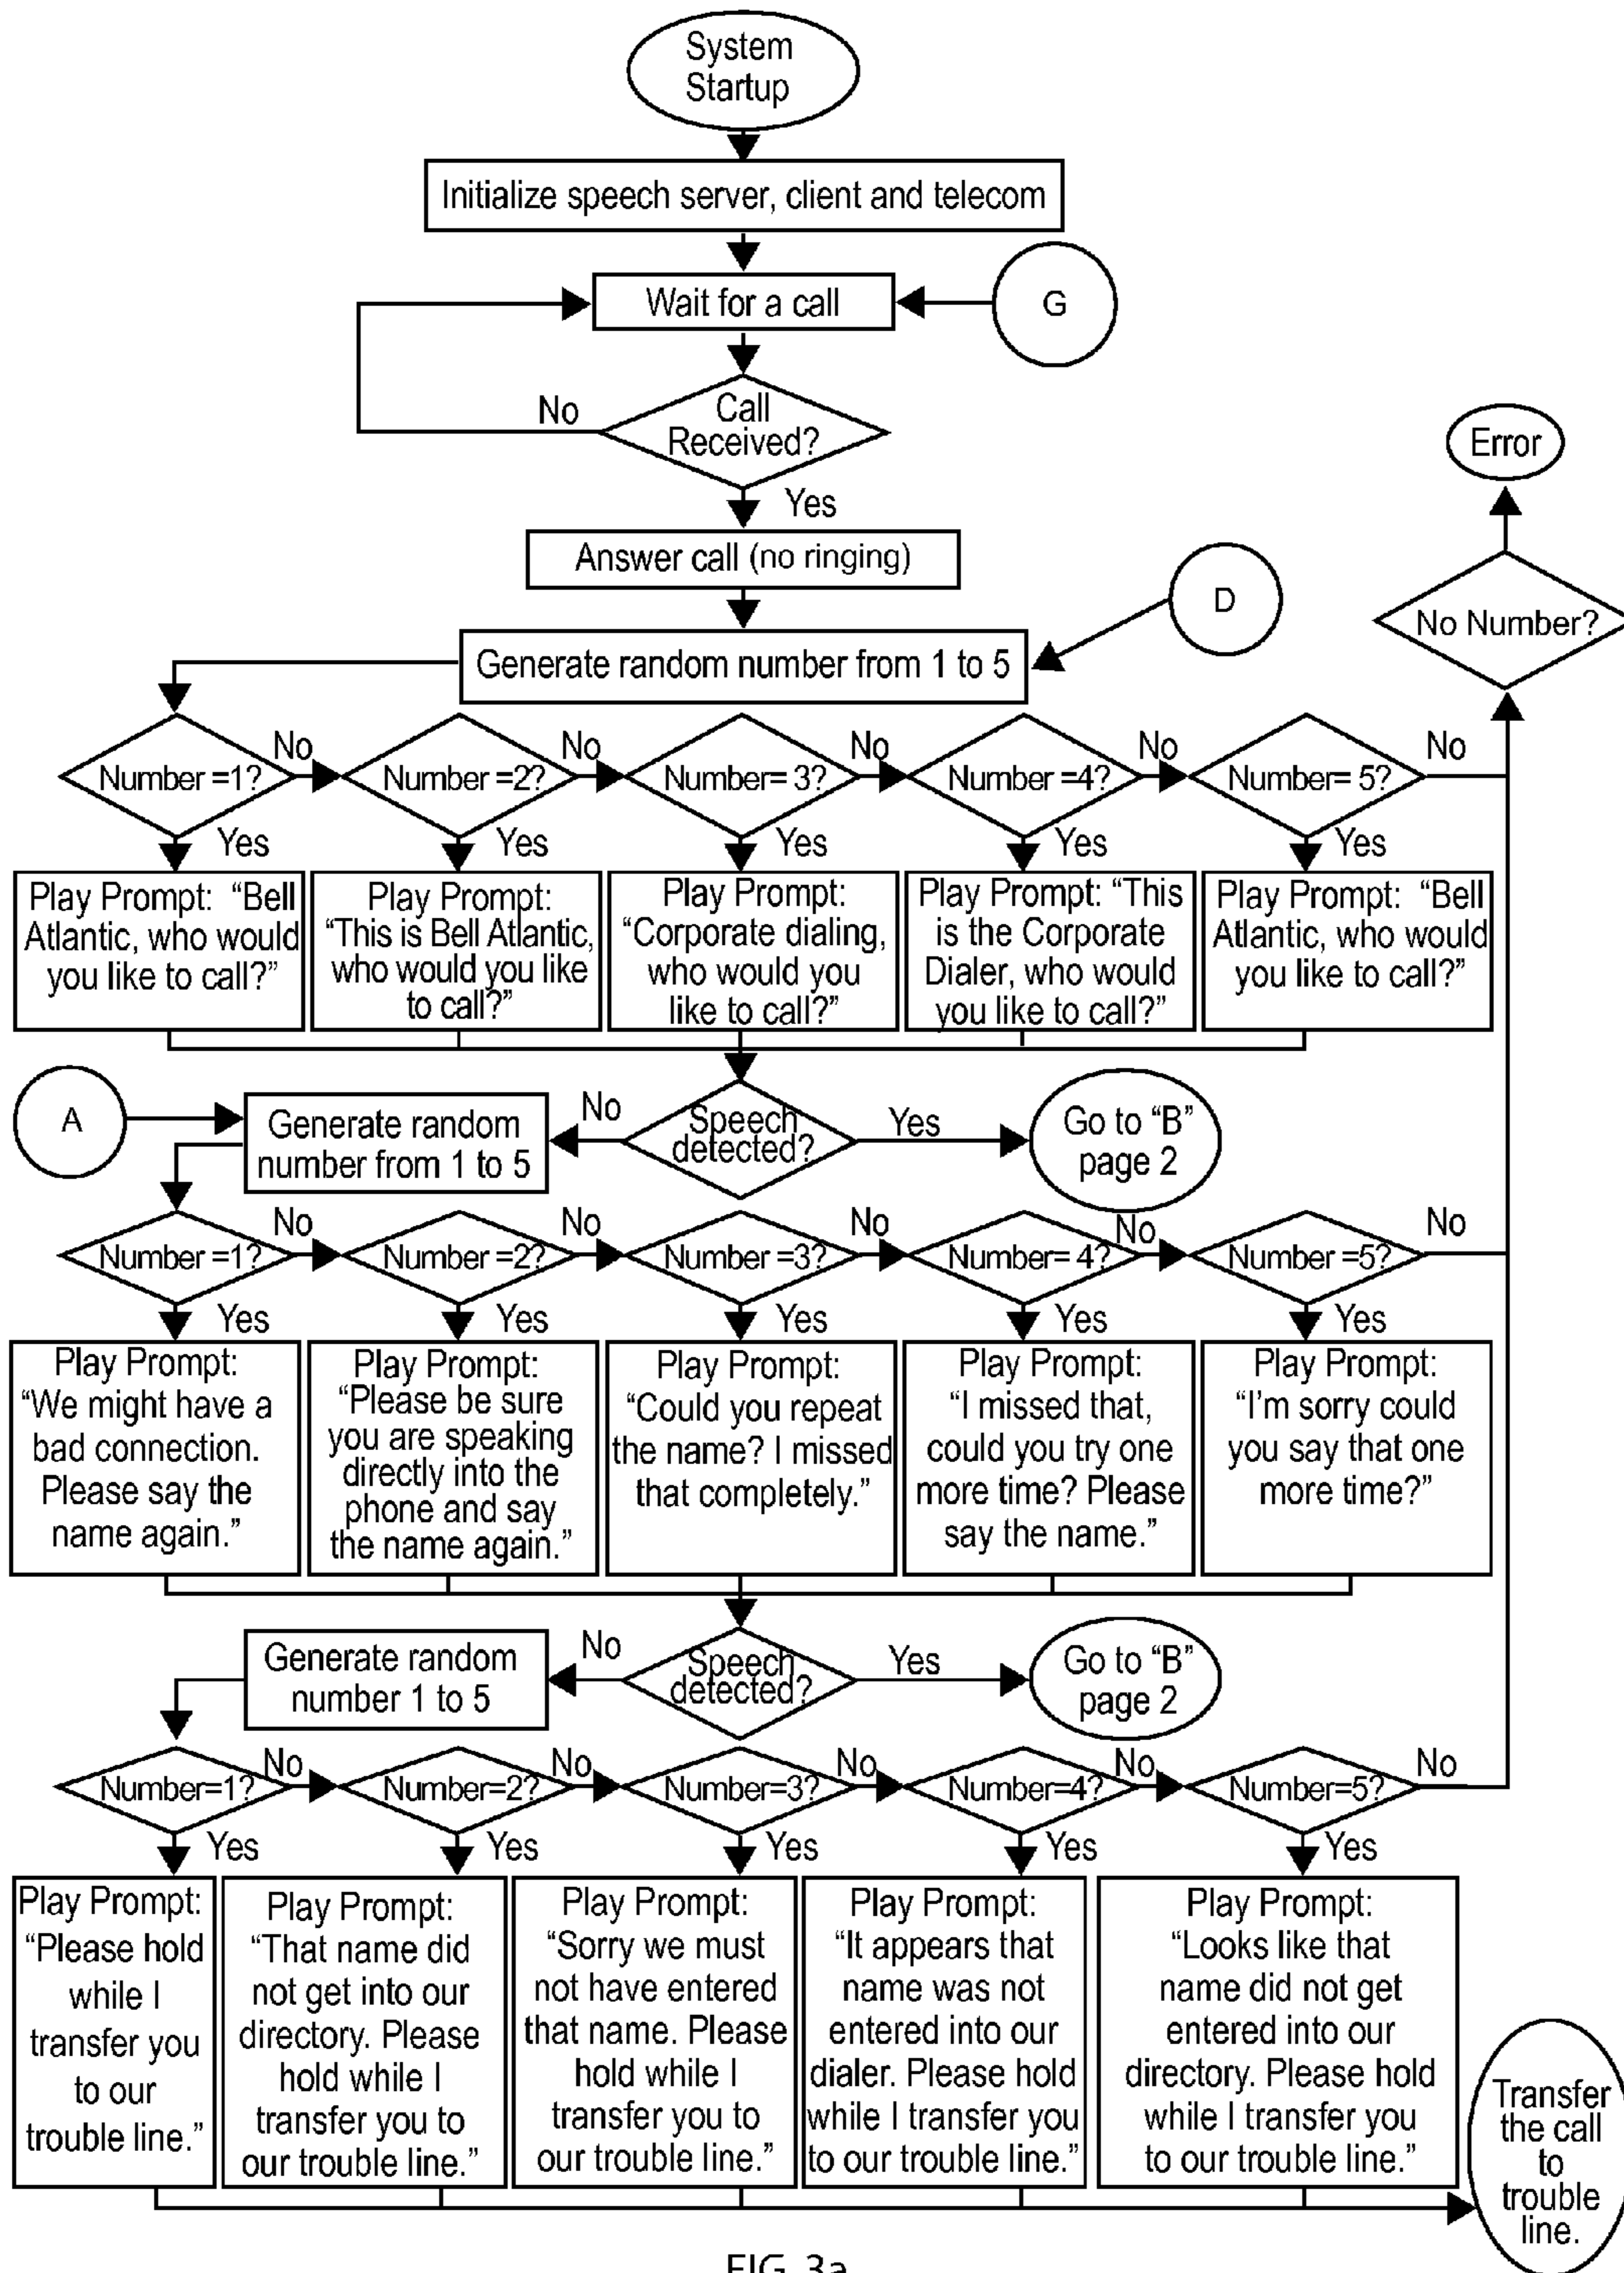 System
Startup
Initialize speech server, client and telecom
Wait for a call
G
No
Call
Received?
Error
Yes
Answer call (no ringing)
D
No Number?
Generate random number from 1 to 5
No
No
No
No
No
Number =1?
Number =2?
Number= 3?
Number =4?
Number= 5?
Yes
Yes
Yes
Yes
Yes
Play Prompt: “Bell
Atlantic, who would
you like to call?”
Play Prompt:
“This is Bell Atlantic,
who would you like
to call?”
Play Prompt:
“Corporate dialing,
who would you
like to call?”
Play Prompt: “This
is the Corporate
Dialer, who would
you like to call?”
Play Prompt: “Bell
Atlantic, who would
you like to call?”
A
Generate random
number from 1 to 5
No
Speech
detected?
Yes
Go to “B”
page 2
No
No
No
No
No
Number =1?
Number =2?
Number =3?
Number= 4?
Number =5?
Yes
Yes
Yes
Yes
Yes
Play Prompt:
“We might have a
bad connection.
Please say the
name again.”
Play Prompt:
“Please be sure
you are speaking
directly into the
phone and say
the name again.”
Play Prompt:
“Could you repeat
the name? I missed
that completely.”
Play Prompt:
“I missed that,
could you try one
more time? Please
say the name.”
Play Prompt:
“I’m sorry could
you say that one
more time?”
Generate random
number 1 to 5
No
Speech
detected?
Yes
Go to “B”
page 2
No
No
No
No
No
Number=1?
Number=2?
Number=3?
Number=4?
Number=5?
Yes
Yes
Yes
Yes
Yes
Play Prompt:
“Please hold
while I
transfer you
to our
trouble line.”
Play Prompt:
“That name did
not get into our
directory. Please
hold while I
transfer you to
our trouble line.”
Play Prompt:
“Sorry we must
not have entered
that name. Please
hold while I
transfer you to
our trouble line.”
Play Prompt:
“It appears that
name was not
entered into our
dialer. Please hold
while I transfer you
to our trouble line.”
Play Prompt:
“Looks like that
name did not get
entered into our
directory. Please hold
while I transfer you
to our trouble line.”
Transfer
the call
to
trouble
line.
FIG. 3a